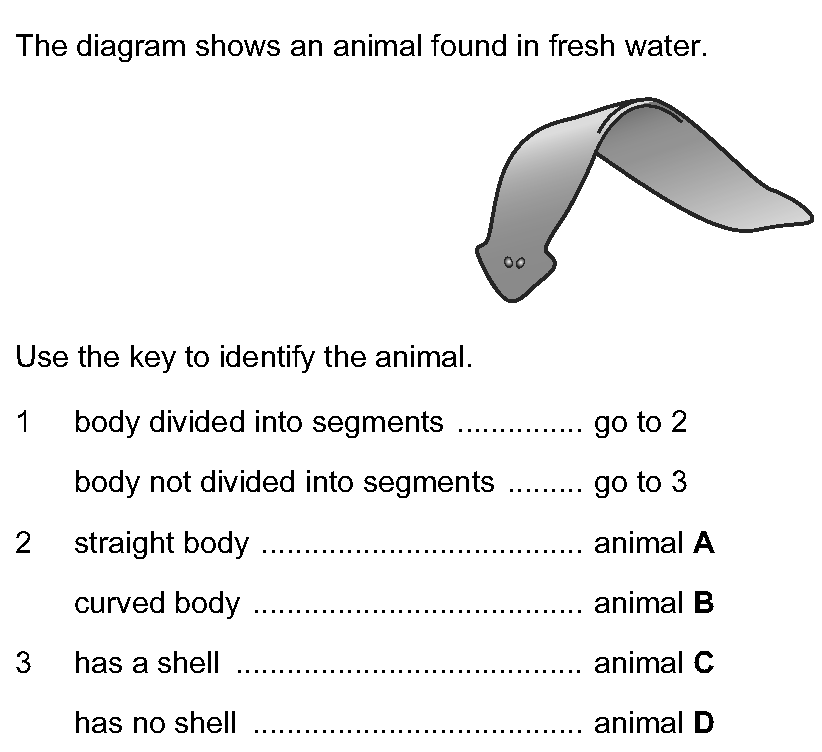 The diagram shows an animal found in fresh water.
Use the key to identify the animal.
1 body divided into segments ............... go to 2
body not divided into segments ......... go to 3
2 straight body ....................................... animal A
curved body ........................................ animal B
3 has a shell .......................................... animal C
has no shell ........................................ animal D